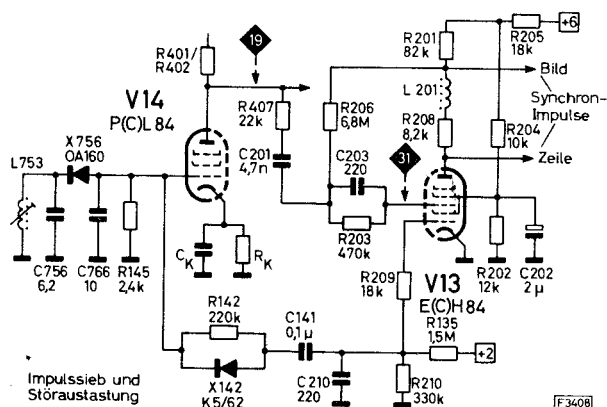 R401/
R402
19
R201
82k
R205
18k
+6
Bild
Synchron-
Impulse
Zeile
L 201
R208
8,2k
R204
10k
V14
P(C)L 84
R407
22k
R206
6,8M
X756
OA160
L753
C201
4,7n
C203
220
31
R203
470k
C756
6,2
C766
10
R145
2,4k
CK
RK
R209
18k
V13
E(C)H84
R202
12k
C202
2µ
R142
220k
C141
0,1µ
R135
1,5M
+2
X142
K5/62
C210
220
R210
330k
Impulssieb und
Störaustastung
F3408